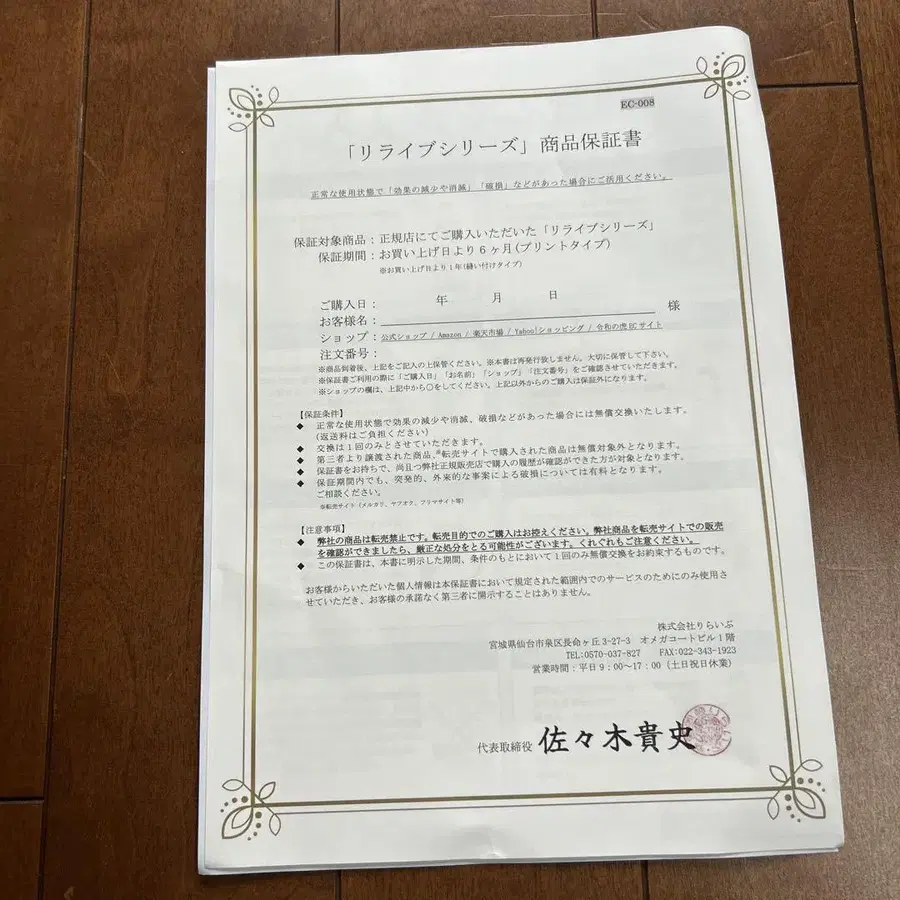 EC-008
「リライブシリーズ」商品保証書
正常な使用状態で「効果の減少や消滅」「破損」などがあった場合にご活用ください。
保証対象商品：正規店にてご購入いただいた「リライブシリーズ」
保証期間：お買い上げ日より６ヶ月(プリントタイプ)
※お買い上げ日より１年(縫い付けタイプ)
ご購入日：　　　年　　　月　　　日
お客様名：　　　　　　　　　　様
ショップ：公式ショップ / Amazon / 楽天市場 / Yahoo!ショッピング / 令和の虎ECサイト
注文番号：
※商品到着後、上記をご記入の上保管ください。※本書は再発行致しません。大切に保管して下さい。
※保証書ご利用の際に「ご購入日」「お名前」「ショップ」「注文番号」をご確認させていただきます。
※ショップの欄は、上記中から○をしてください。上記以外からのご購入は保証外になります。
【保証条件】
◆ 正常な使用状態で効果の減少や消滅、破損などがあった場合には無償交換いたします。
(返送料はご負担ください)
◆ 交換は１回のみとさせていただきます。
◆ 第三者より譲渡された商品、※転売サイトで購入された商品は無償対象外となります。
◆ 保証書をお持ちで、尚且つ弊社正規販売店で購入の履歴が確認ができた方が対象となります。
◆ 保証期間内でも、突発的、外来的な事案による破損については有料となります。
ご相談ください。
※転売サイト（メルカリ、ヤフオク、フリマサイト等）
【注意事項】
◆ 弊社の商品は転売禁止です。転売目的でのご購入はお控えください。弊社商品を転売サイトでの販売
を確認ができましたら、厳正な処分をとる可能性がございます。くれぐれもご注意ください。
◆ この保証書は、本書に明示した期間、条件のもとにおいて１回のみ無償交換をお約束するものです。
お客様からいただいた個人情報は本保証書において規定された範囲内でのサービスのためにのみ使用さ
せていただき、お客様の承諾なく第三者に開示することはありません。
株式会社りらいぶ
宮城県仙台市泉区長命ヶ丘3-27-3　オメガコートビル１階
TEL:0570-037-827　FAX:022-343-1923
営業時間：平日９：00～17：00（土日祝日休業）
代表取締役 佐々木貴史